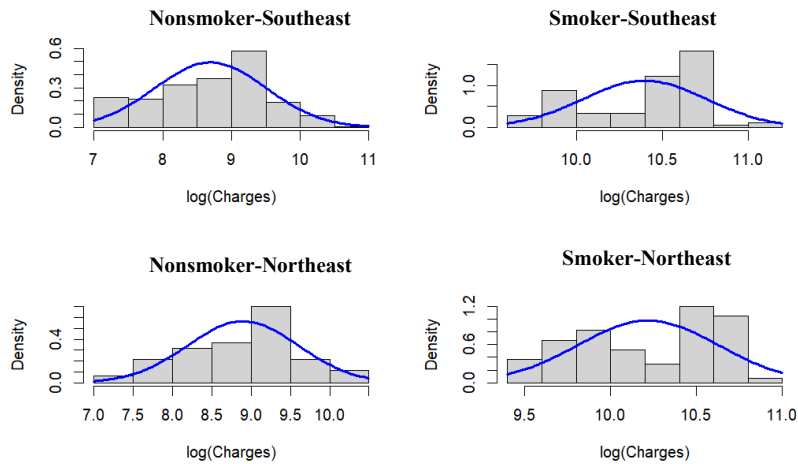 Nonsmoker-Southeast
Density
0.0 0.3 0.6
7 8 9 10 11
log(Charges)
Smoker-Southeast
Density
0.0 1.0
10.0 10.5 11.0
log(Charges)
Nonsmoker-Northeast
Density
0.0 0.4
7.0 7.5 8.0 8.5 9.0 9.5 10.0
log(Charges)
Smoker-Northeast
Density
0.0 0.6 1.2
9.5 10.0 10.5 11.0
log(Charges)